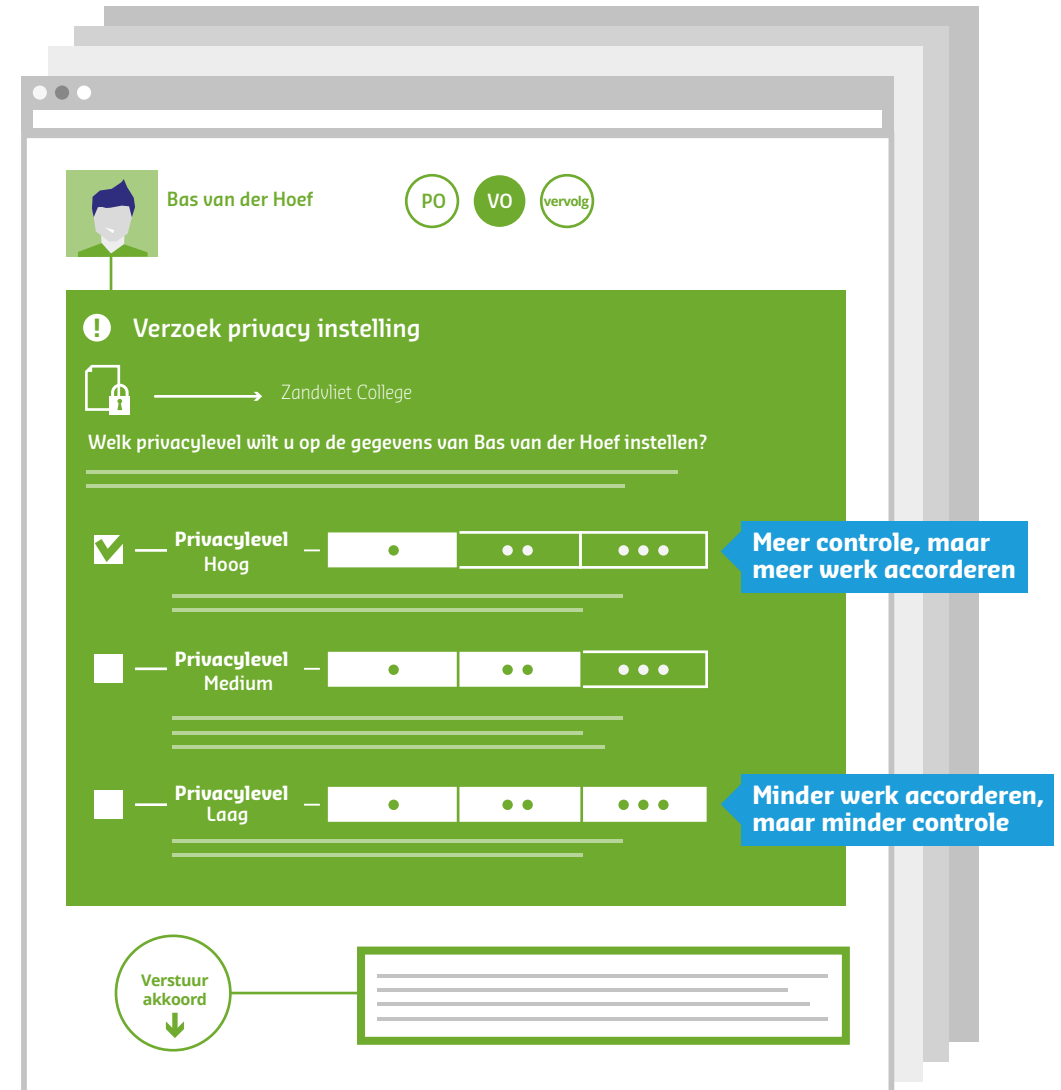 Bas van der Hoef
PO
VO
vervolg
! Verzoek privacy instelling
Zandvliet College
Welk privacylevel wilt u op de gegevens van Bas van der Hoef instellen?
Privacylevel
Hoog
Meer controle, maar
meer werk accorderen
Privacylevel
Medium
Privacylevel
Laag
Minder werk accorderen,
maar minder controle
Verstuur
akkoord